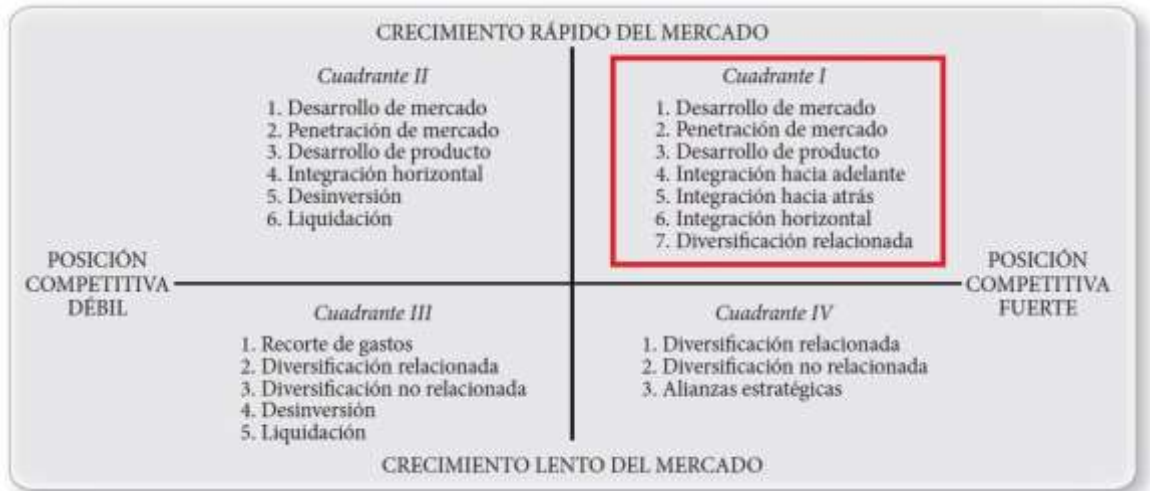 CRECIMIENTO RÁPIDO DEL MERCADO
Cuadrante II
1. Desarrollo de mercado
2. Penetración de mercado
3. Desarrollo de producto
4. Integración horizontal
5. Desinversión
6. Liquidación
Cuadrante I
1. Desarrollo de mercado
2. Penetración de mercado
3. Desarrollo de producto
4. Integración hacia adelante
5. Integración hacia atrás
6. Integración horizontal
7. Diversificación relacionada
POSICIÓN
COMPETITIVA
DÉBIL
POSICIÓN
COMPETITIVA
FUERTE
Cuadrante III
1. Recorte de gastos
2. Diversificación relacionada
3. Diversificación no relacionada
4. Desinversión
5. Liquidación
Cuadrante IV
1. Diversificación relacionada
2. Diversificación no relacionada
3. Alianzas estratégicas
CRECIMIENTO LENTO DEL MERCADO